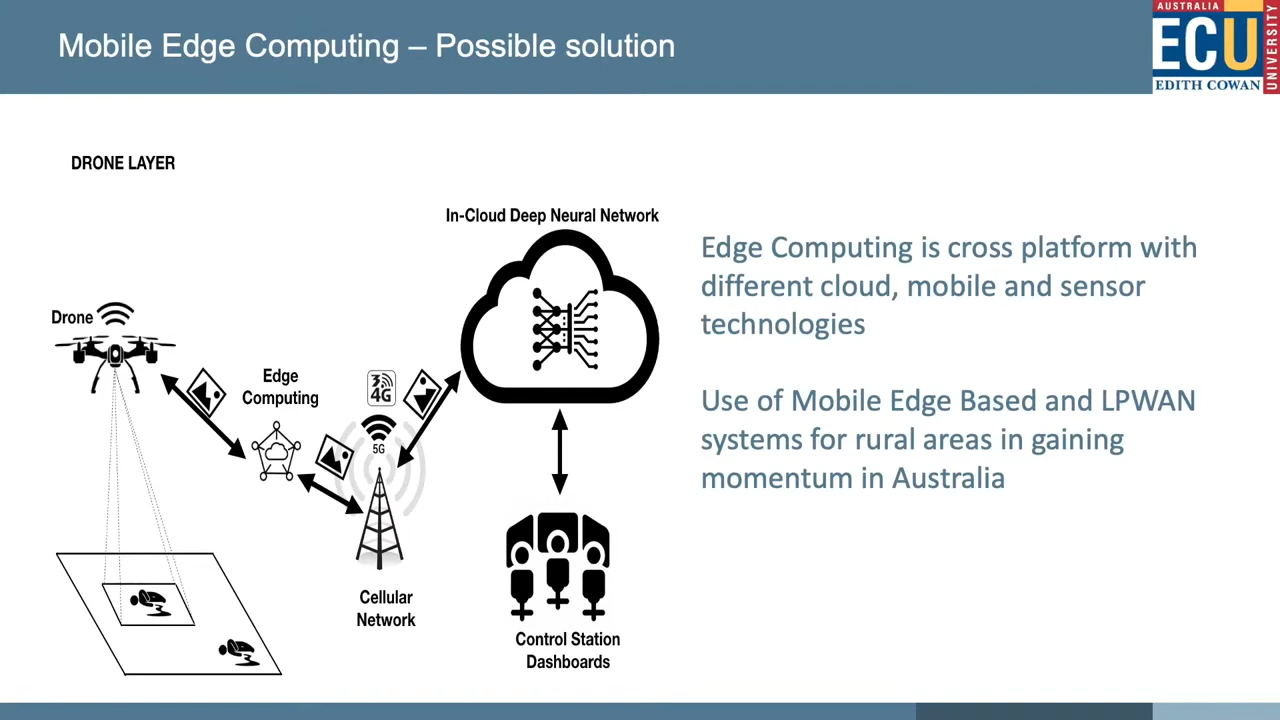 Mobile Edge Computing – Possible solution
AUSTRALIA
ECU
EDITH COWAN
UNIVERSITY
DRONE LAYER
In-Cloud Deep Neural Network
Drone
Edge
Computing
3G
4G
5G
Cellular
Network
Control Station
Dashboards
Edge Computing is cross platform with
different cloud, mobile and sensor
technologies
Use of Mobile Edge Based and LPWAN
systems for rural areas in gaining
momentum in Australia